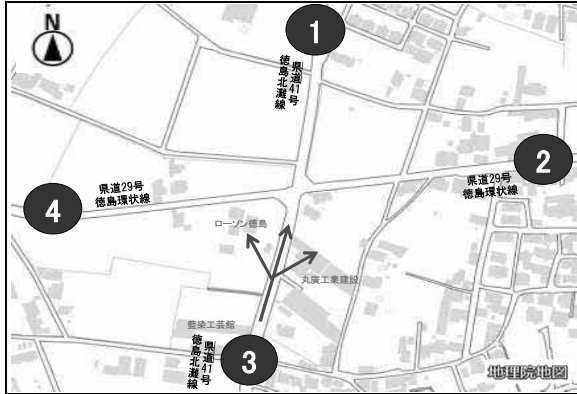 N
1
県道41号
徳島北灘線
2
県道29号
徳島環状線
県道29号
徳島環状線
4
ローソン徳島
丸廣工業建設
藍染工芸館
県道41号
徳島北灘線
3
地理院地図